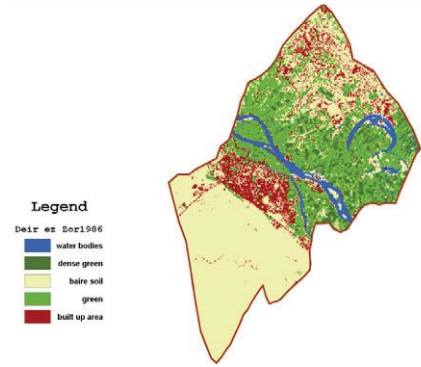 Legend
Deir ez Zor1986
water bodies
dense green
baire soil
green
built up area